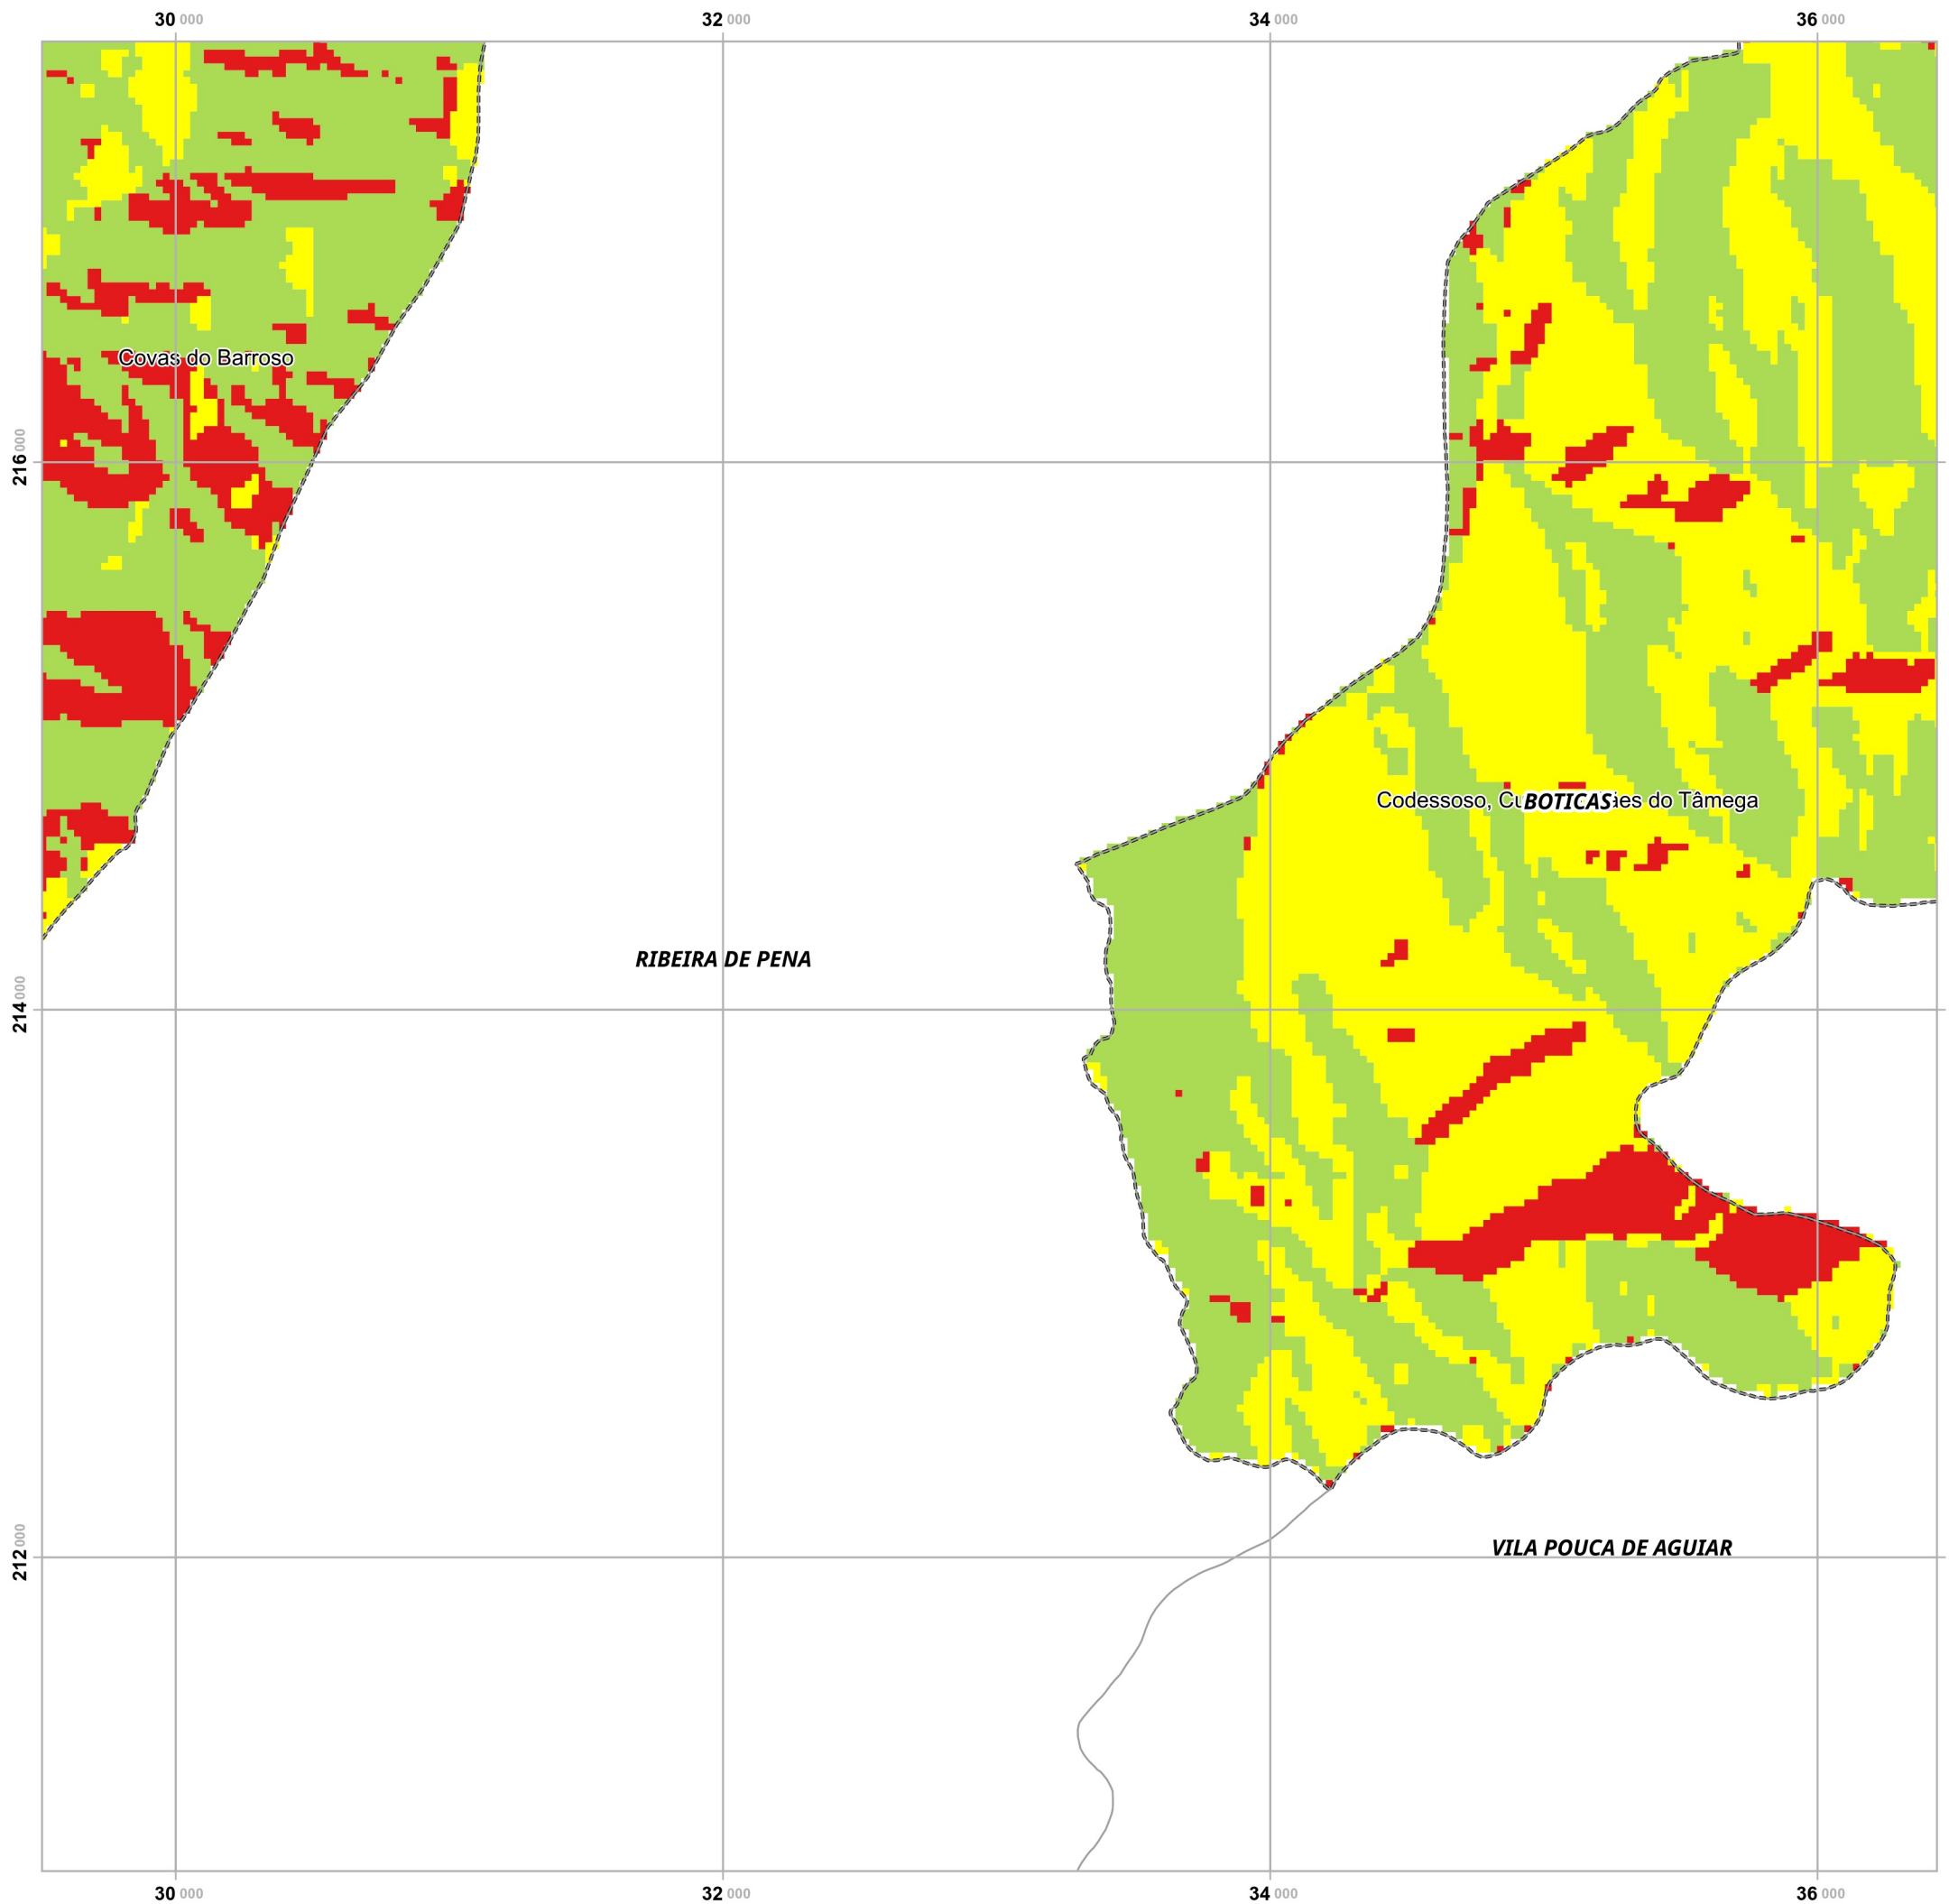 30 000
32 000
34 000
36 000
216 000
Covas do Barroso
Codessoso, Cu
BOTICAS
ães do Tâmega
RIBEIRA DE PENA
214 000
VILA POUCA DE AGUIAR
212 000
30 000
32 000
34 000
36 000